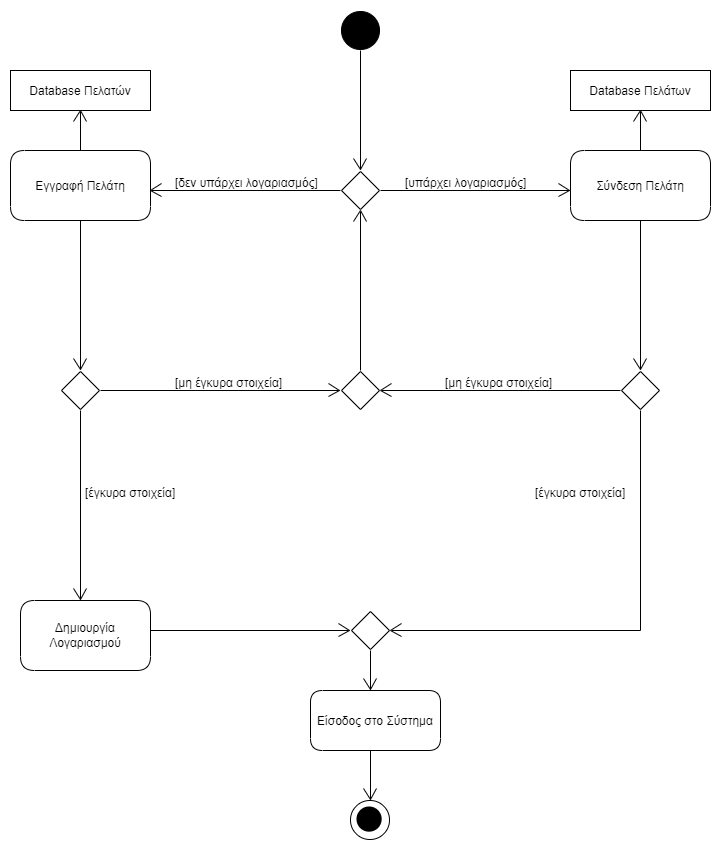 Database Πελατών
Database Πελάτων
Εγγραφή Πελάτη
[δεν υπάρχει λογαριασμός]
[υπάρχει λογαριασμός]
Σύνδεση Πελάτη
[μη έγκυρα στοιχεία]
[μη έγκυρα στοιχεία]
[έγκυρα στοιχεία]
[έγκυρα στοιχεία]
Δημιουργία
Λογαριασμού
Είσοδος στο Σύστημα